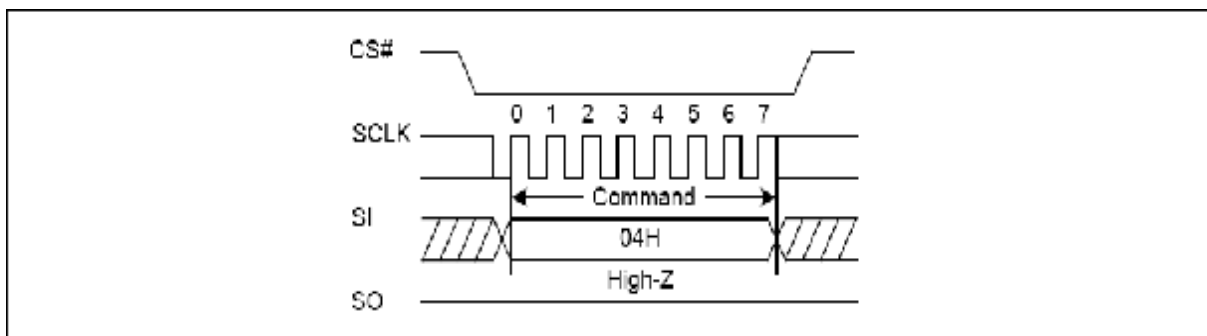 CS#
0 1 2 3 4 5 6 7
SCLK
Command
SI
04H
High-Z
SO